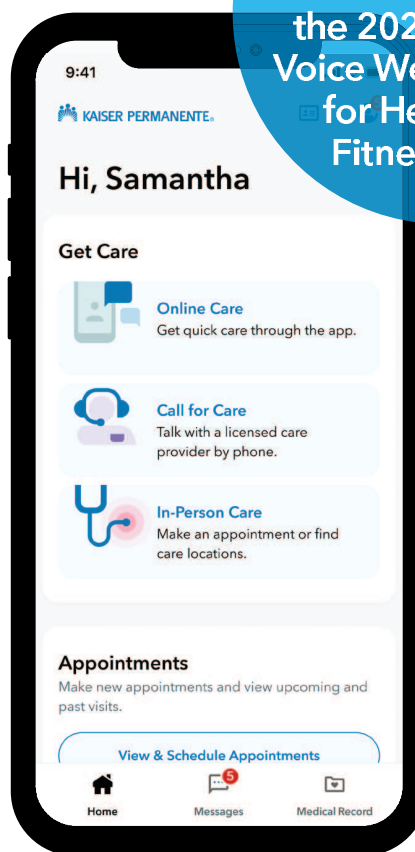 the 202
Voice We
for He
Fitne
9:41
KAISER PERMANENTE®
Hi, Samantha
Get Care
Online Care
Get quick care through the app.
Call for Care
Talk with a licensed care
provider by phone.
In-Person Care
Make an appointment or find
care locations.
Appointments
Make new appointments and view upcoming and
past visits.
View & Schedule Appointments
5
Home
Messages
Medical Record